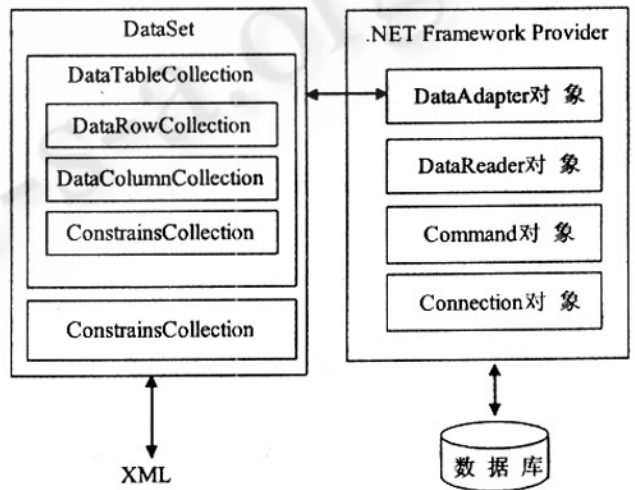 DataSet
DataTableCollection
DataRowCollection
DataColumnCollection
ConstrainsCollection
ConstrainsCollection
XML
.NET Framework Provider
DataAdapter对 象
DataReader对 象
Command对 象
Connection对 象
数 据 库